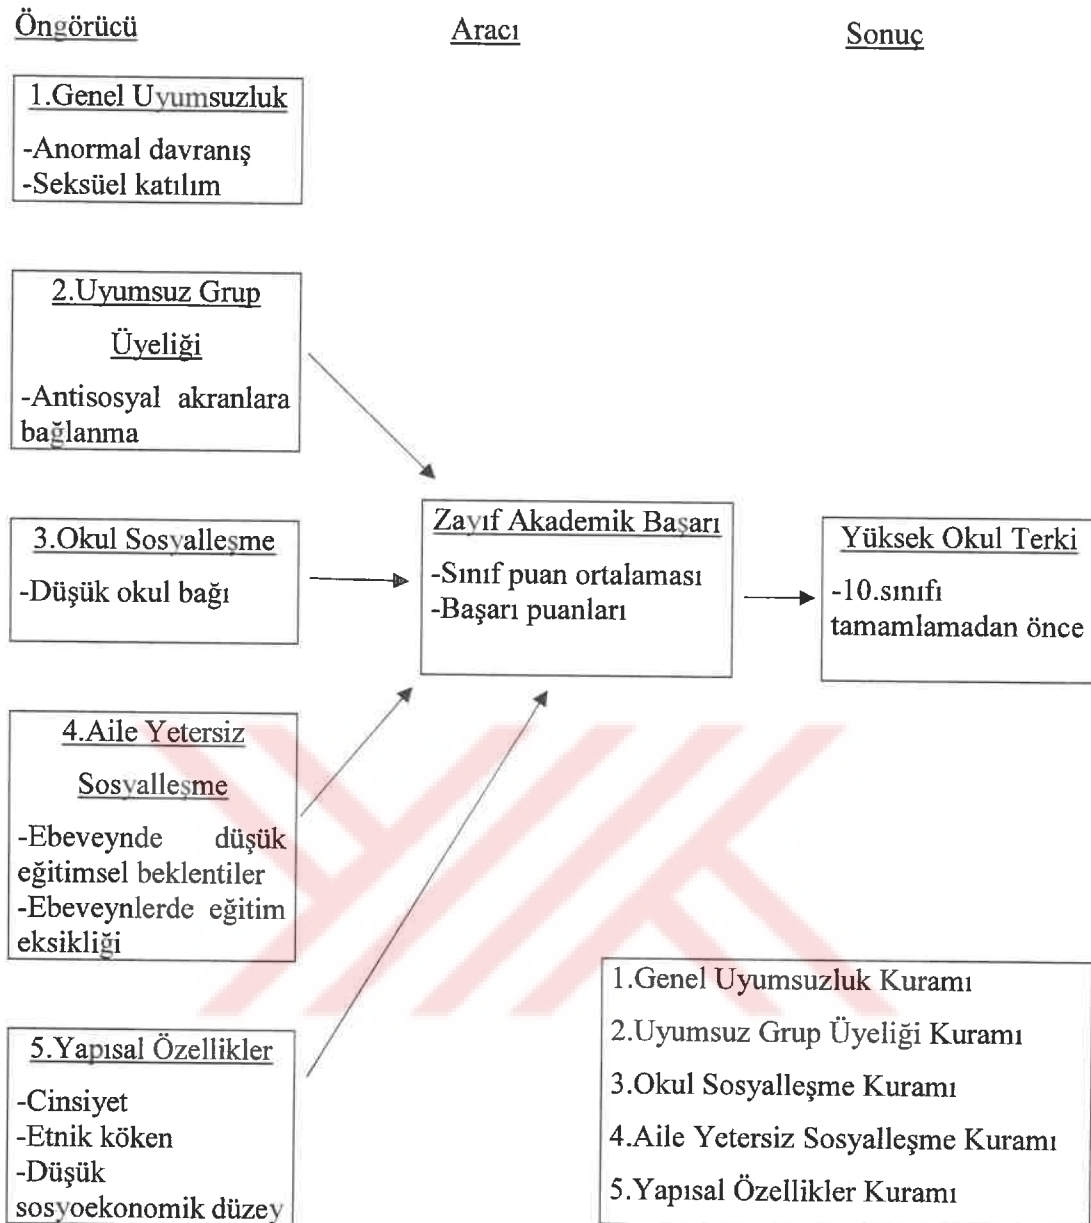 Öngörücü Aracı Sonuç
1.Genel Uyumsuzluk
-Anormal davranış
-Seksüel katılım
2.Uyumsuz Grup
Üyeliği
-Antisosyal akranlara
bağlanma
3.Okul Sosyalleşme
-Düşük okul bağı
4.Aile Yetersiz
Sosyalleşme
-Ebeveynde düşük
eğitimsel beklentiler
-Ebeveynlerde eğitim
eksikliği
5.Yapısal Özellikler
-Cinsiyet
-Etnik köken
-Düşük
sosyoekonomik düzey
Zayıf Akademik Başarı
-Sınıf puan ortalaması
-Başarı puanları
Yüksek Okul Terki
-10.sınıfı
tamamlamadan önce
1.Genel Uyumsuzluk Kuramı
2.Uyumsuz Grup Üyeliği Kuramı
3.Okul Sosyalleşme Kuramı
4.Aile Yetersiz Sosyalleşme Kuramı
5.Yapısal Özellikler Kuramı